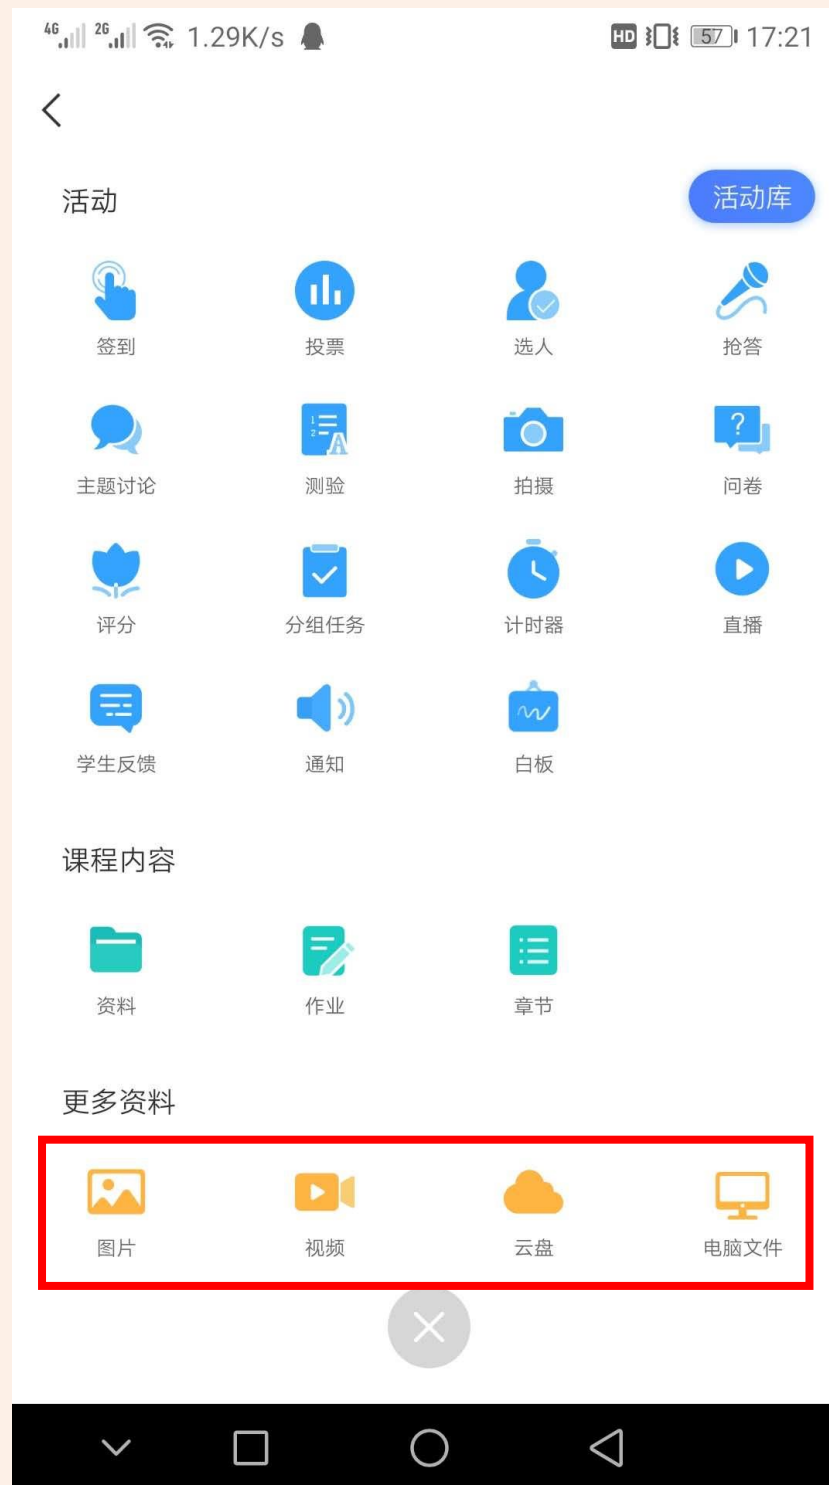 4G 2G 1.29K/s HD 57 17:21
活动 活动库
签到 投票 选人 抢答
主题讨论 测验 拍摄 问卷
评分 分组任务 计时器 直播
学生反馈 通知 白板
课程内容
资料 作业 章节
更多资料
图片 视频 云盘 电脑文件